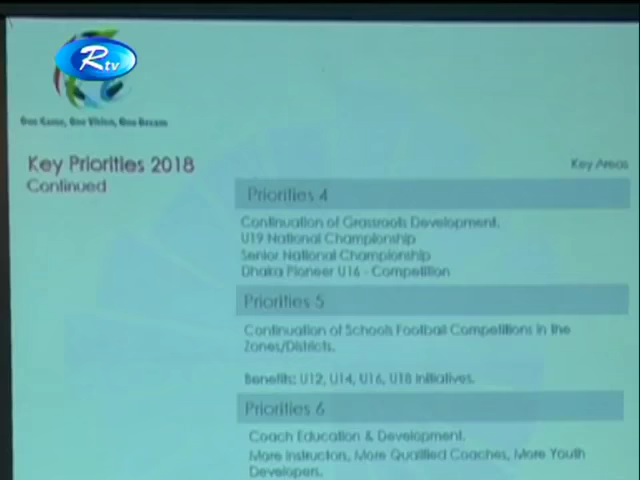 Rtv
One Game, One Vision, One Dream
Key Priorities 2018
Continued
Key Areas
Priorities 4
Continuation of Grassroots Development.
U19 National Championship
Senior National Championship
Dhaka Pioneer U16 - Competition
Priorities 5
Continuation of Schools Football Competitions in the
Zones/Districts.
Benefits: U12, U14, U16, U18 Initiatives.
Priorities 6
Coach Education & Development.
More Instructors, More Qualified Coaches, More Youth
Developers.